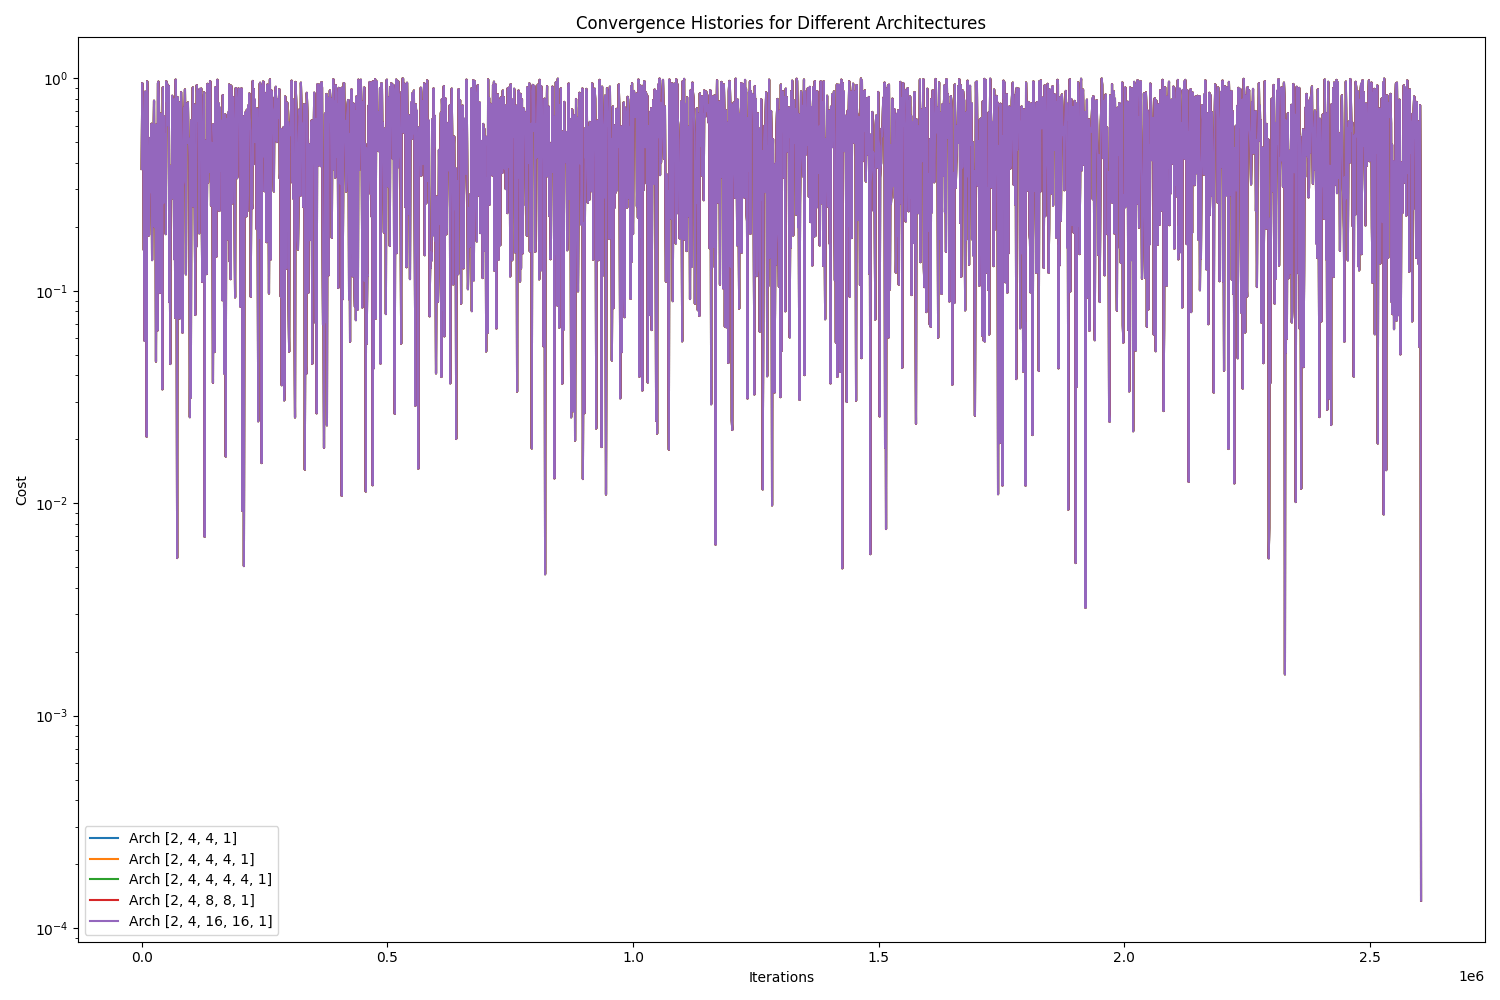 Convergence Histories for Different Architectures
10⁰
10⁻¹
10⁻²
10⁻³
10⁻⁴
Cost
Arch [2, 4, 4, 1]
Arch [2, 4, 4, 4, 1]
Arch [2, 4, 4, 4, 4, 1]
Arch [2, 4, 8, 8, 1]
Arch [2, 4, 16, 16, 1]
0.0 0.5 1.0 1.5 2.0 2.5
Iterations
1e6